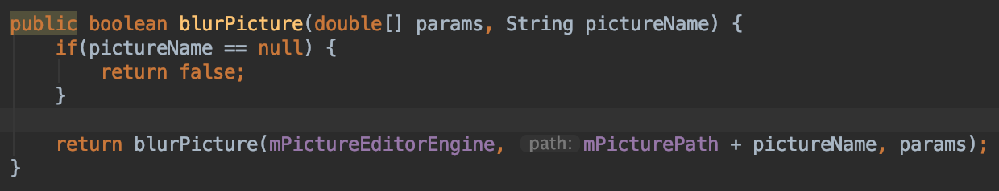 public boolean blurPicture(double[] params, String pictureName) {
    if(pictureName == null) {
        return false;
    }

    return blurPicture(mPictureEditorEngine, path: mPicturePath + pictureName, params);
}